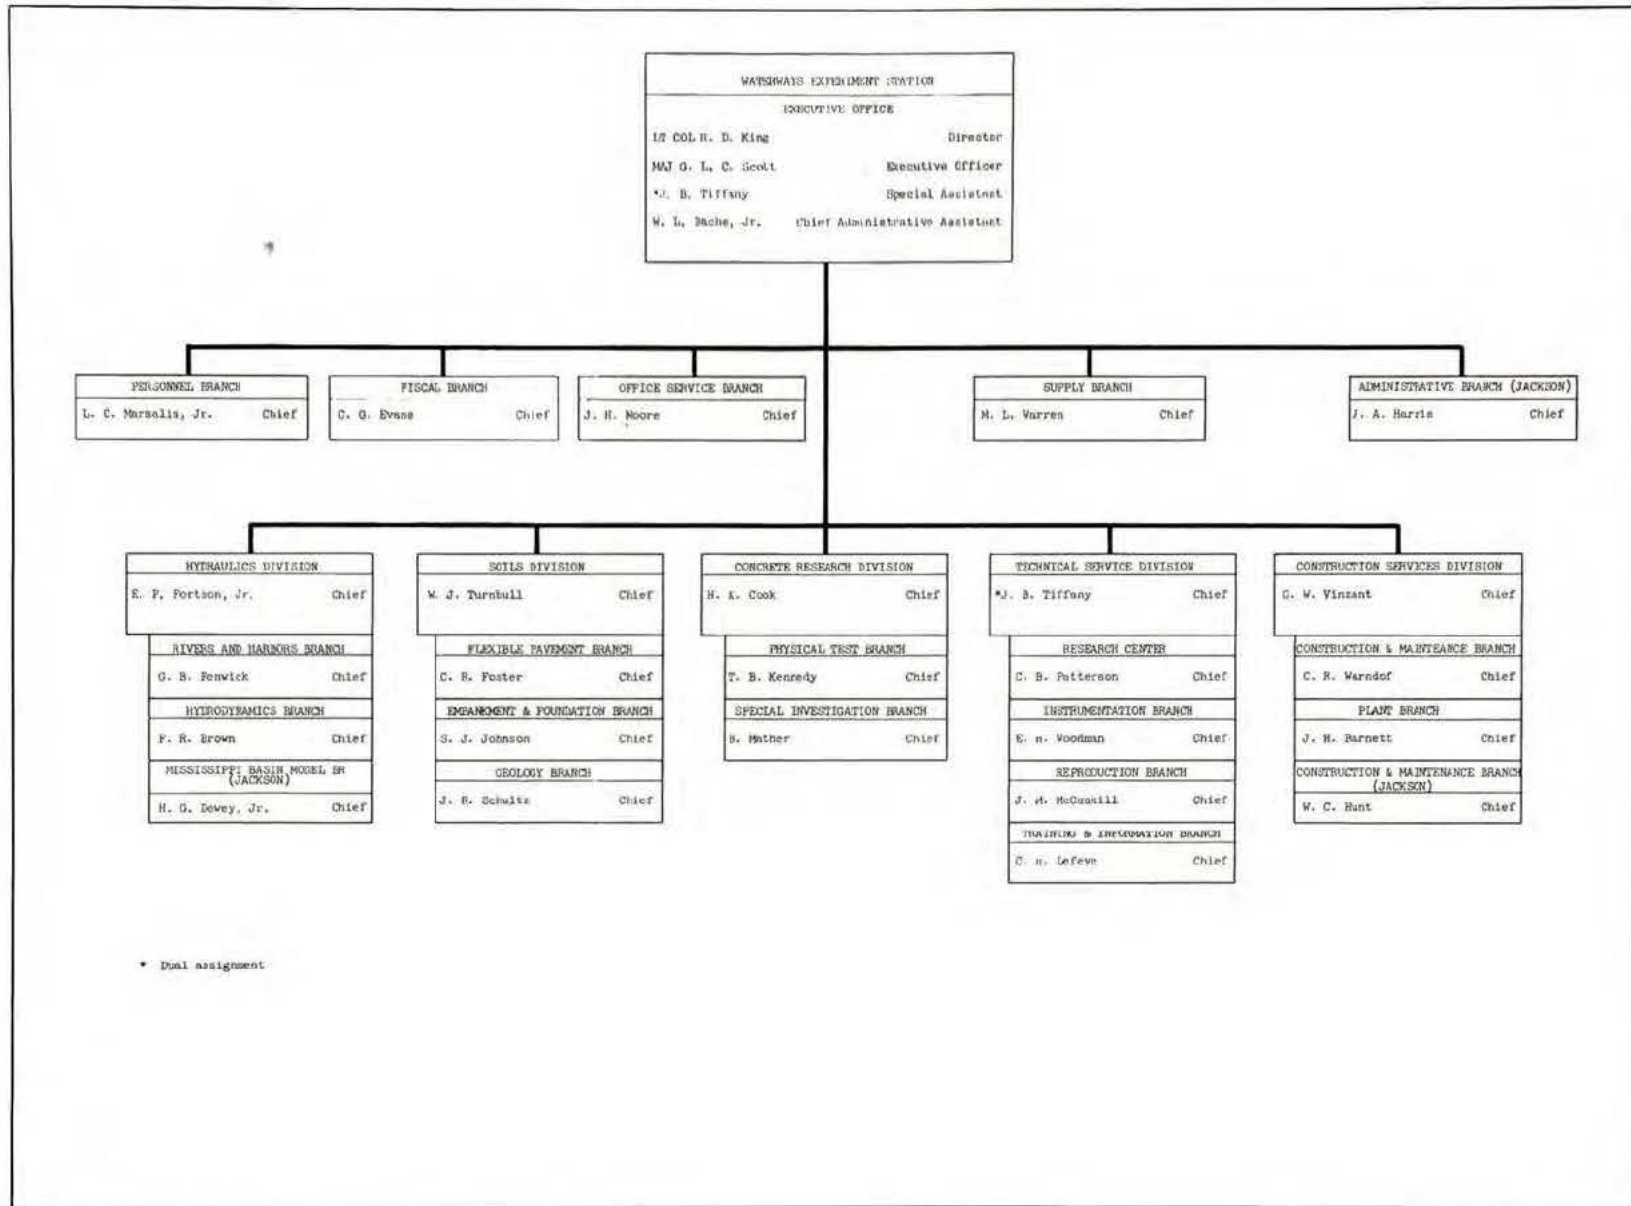 WATERWAYS EXPERIMENT STATION
EXECUTIVE OFFICE
LT COL R. D. King Director
MAJ G. L. C. Scott Executive Officer
*J. B. Tiffany Special Assistant
W. L. Bache, Jr. Chief Administrative Assistant
PERSONNEL BRANCH
L. C. Marsalis, Jr. Chief
FISCAL BRANCH
C. G. Evans Chief
OFFICE SERVICE BRANCH
J. H. Moore Chief
SUPPLY BRANCH
M. L. Warren Chief
ADMINISTRATIVE BRANCH (JACKSON)
J. A. Harris Chief
HYDRAULICS DIVISION
E. P. Fortson, Jr. Chief
RIVERS AND HARBORS BRANCH
G. B. Fenwick Chief
HYDRODYNAMICS BRANCH
F. R. Brown Chief
MISSISSIPPI BASIN MODEL BR
(JACKSON)
H. G. Dewey, Jr. Chief
SOILS DIVISION
W. J. Turnbull Chief
FLEXIBLE PAVEMENT BRANCH
C. R. Foster Chief
EMBANKMENT & FOUNDATION BRANCH
S. J. Johnson Chief
GEOLOGY BRANCH
J. R. Schultz Chief
CONCRETE RESEARCH DIVISION
H. K. Cook Chief
PHYSICAL TEST BRANCH
T. B. Kennedy Chief
SPECIAL INVESTIGATION BRANCH
B. Mather Chief
TECHNICAL SERVICE DIVISION
*J. B. Tiffany Chief
RESEARCH CENTER
C. B. Patterson Chief
INSTRUMENTATION BRANCH
E. H. Woodman Chief
REPRODUCTION BRANCH
J. M. McCaskill Chief
TRAINING & INFORMATION BRANCH
Lefeve Chief
CONSTRUCTION SERVICES DIVISION
G. W. Vinzant Chief
CONSTRUCTION & MAINTEANCE BRANCH
C. R. Warndof Chief
PLANT BRANCH
J. H. Barnett Chief
CONSTRUCTION & MAINTENANCE BRANCH
(JACKSON)
W. C. Hunt Chief
* Dual assignment